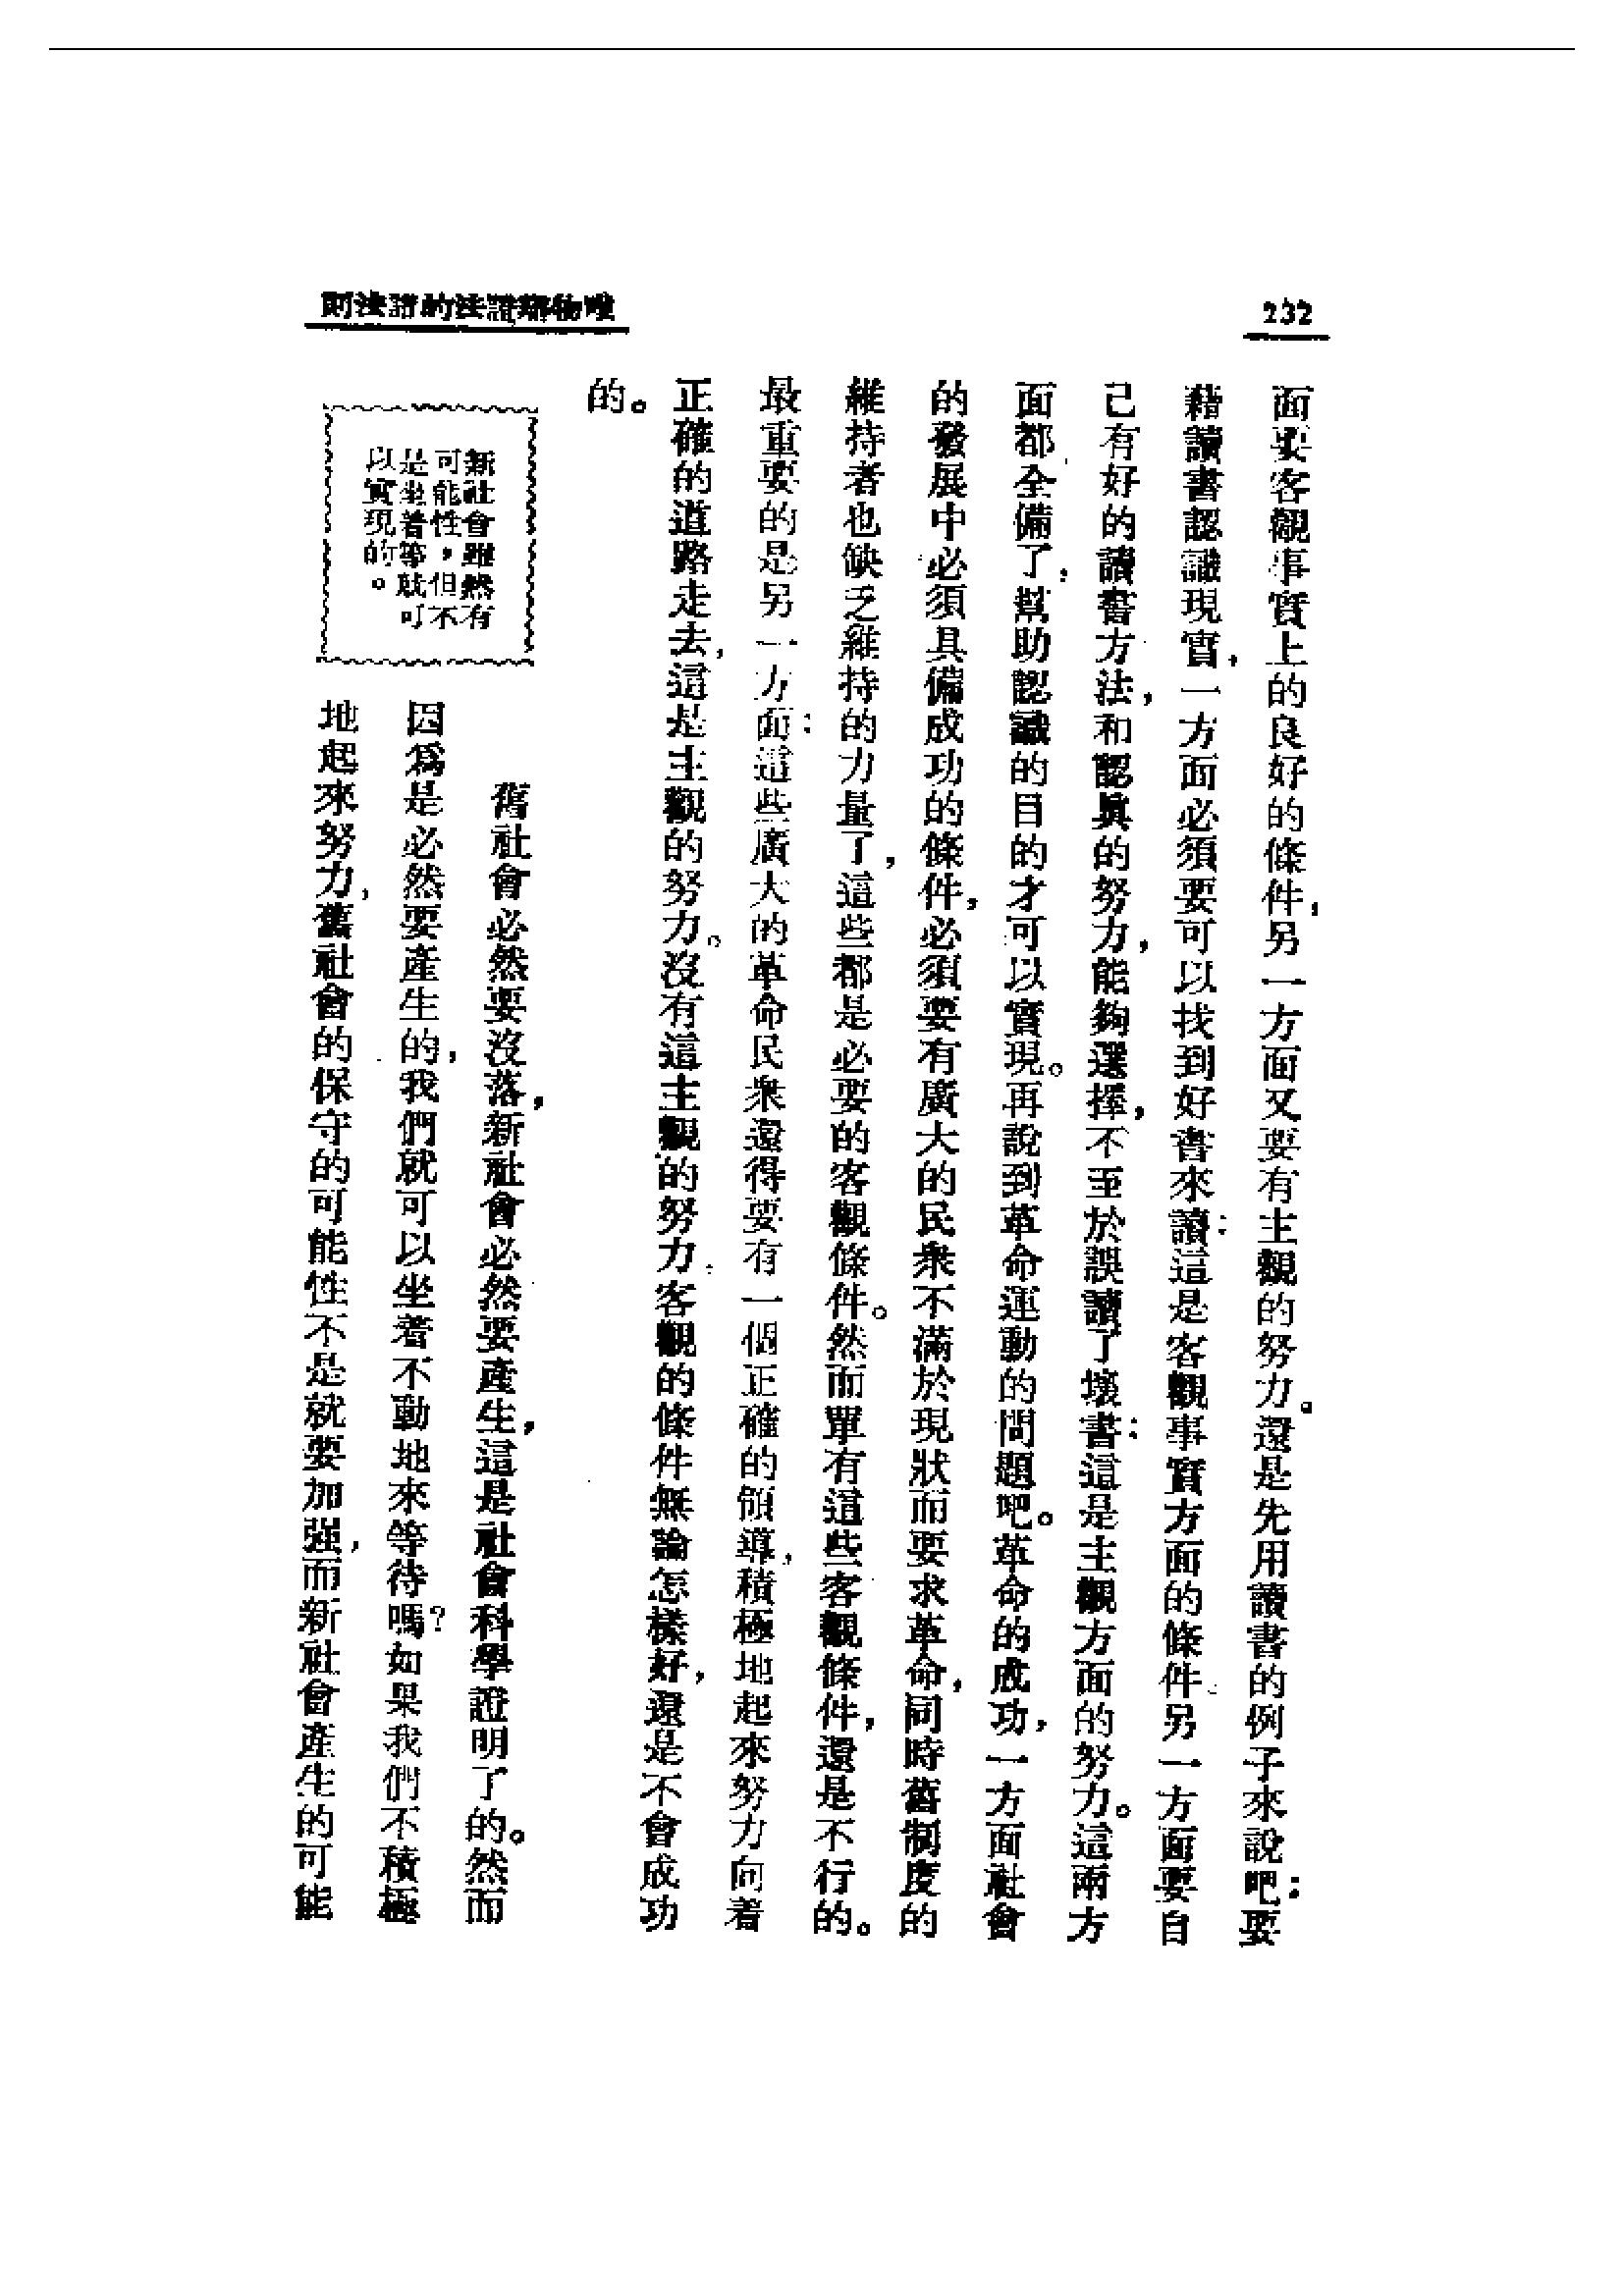 232
唯物辯證法的諸法則
面要客觀事實上的良好的條件，另一方面又要有主觀的努力。還是先用讀書的例子來說吧；要
藉讀書認識現實，一方面必須要可以找到好書來讀；這是客觀事實方面的條件。另一方面要自
己有好的讀書方法，和認眞的努力，能夠選擇，不至於誤讀了壞書；這是主觀方面的努力。這兩方
面都全備了，幫助認識的目的才可以實現。再說到革命運動的問題吧。革命的成功，一方面社會
的發展中必須具備成功的條件，必須要有廣大的民衆不滿於現狀而要求革命，同時舊制度的
維持者也缺乏維持的力量了，這些都是必要的客觀條件。然而單有這些客觀條件，還是不行的。
最重要的是另一方面；這些廣大的革命民衆還得要有一個正確的領導，積極地起來努力向着
正確的道路走去，這是主觀的努力。沒有這主觀的努力，客觀的條件無論怎樣好，還是不會成功
的。
新社會雖然有
可能性，但不
是坐着等就可
以實現的。
舊社會必然要沒落，新社會必然要產生，這是社會科學證明了的。然而
因爲是必然要產生的，我們就可以坐着不動地來等待嗎？如果我們不積極
地起來努力，舊社會的保守的可能性不是就要加强，而新社會產生的可能